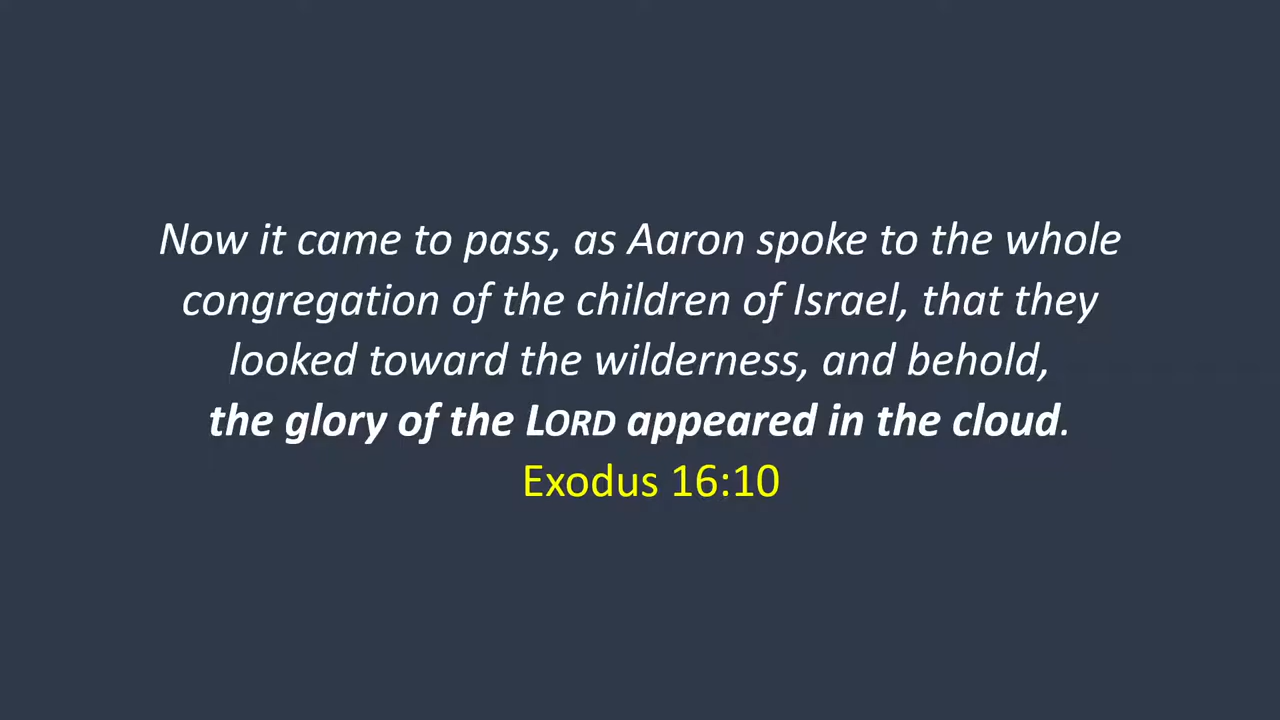 Now it came to pass, as Aaron spoke to the whole
congregation of the children of Israel, that they
looked toward the wilderness, and behold,
the glory of the LORD appeared in the cloud.
Exodus 16:10